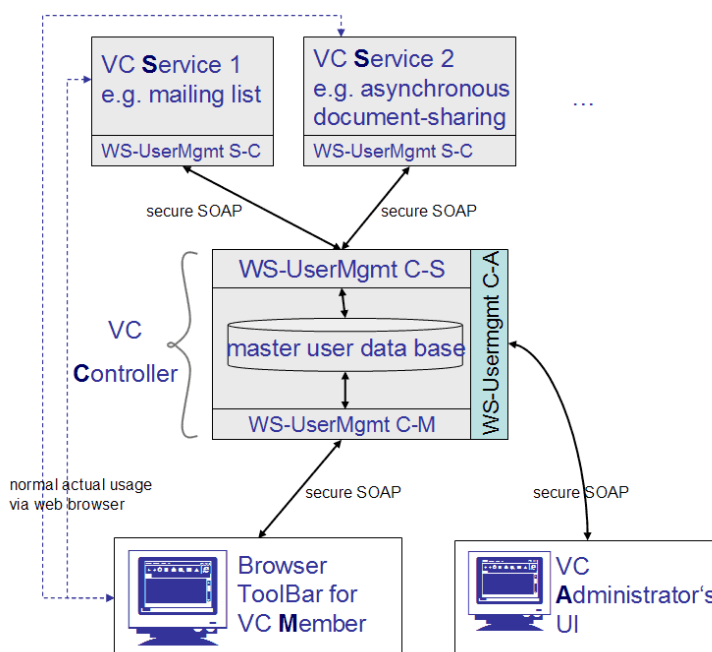 VC Service 1
e.g. mailing list
WS-UserMgmt S-C
VC Service 2
e.g. asynchronous
document-sharing
WS-UserMgmt S-C
...
secure SOAP
secure SOAP
VC
Controller
WS-UserMgmt C-S
master user data base
WS-UserMgmt C-M
WS-Usermgmt C-A
normal actual usage
via web browser
secure SOAP
secure SOAP
Browser
ToolBar for
VC Member
VC
Administrator's
UI